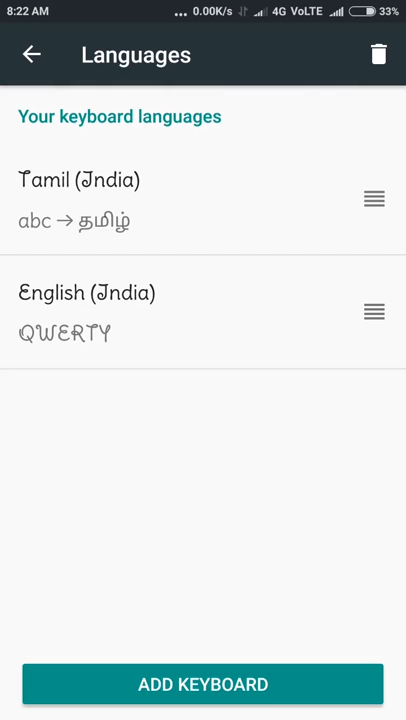 8:22 AM ... 0.00K/s 4G VoLTE 33%
Languages
Your keyboard languages
Tamil (India)
abc → தமிழ்
English (India)
QWERTY
ADD KEYBOARD